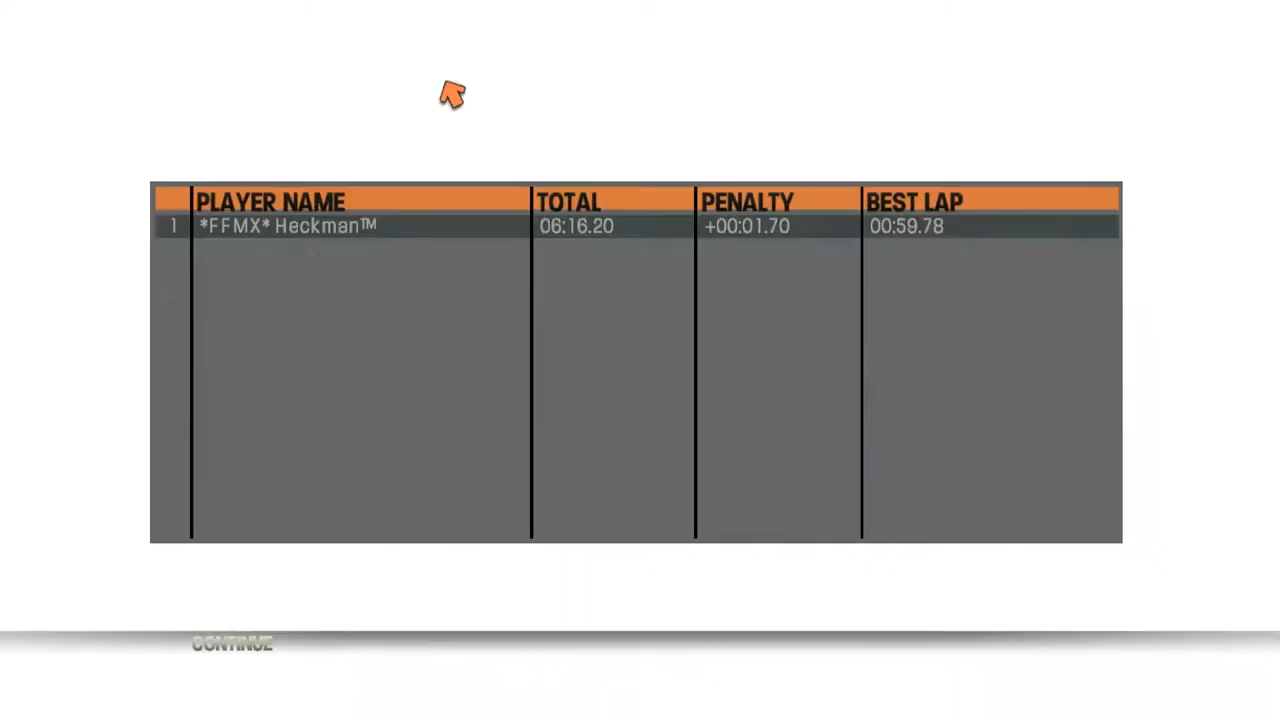 PLAYER NAME TOTAL PENALTY BEST LAP
1 *FFMX* Heckman™ 06:16.20 +00:01.70 00:59.78
CONTINUE